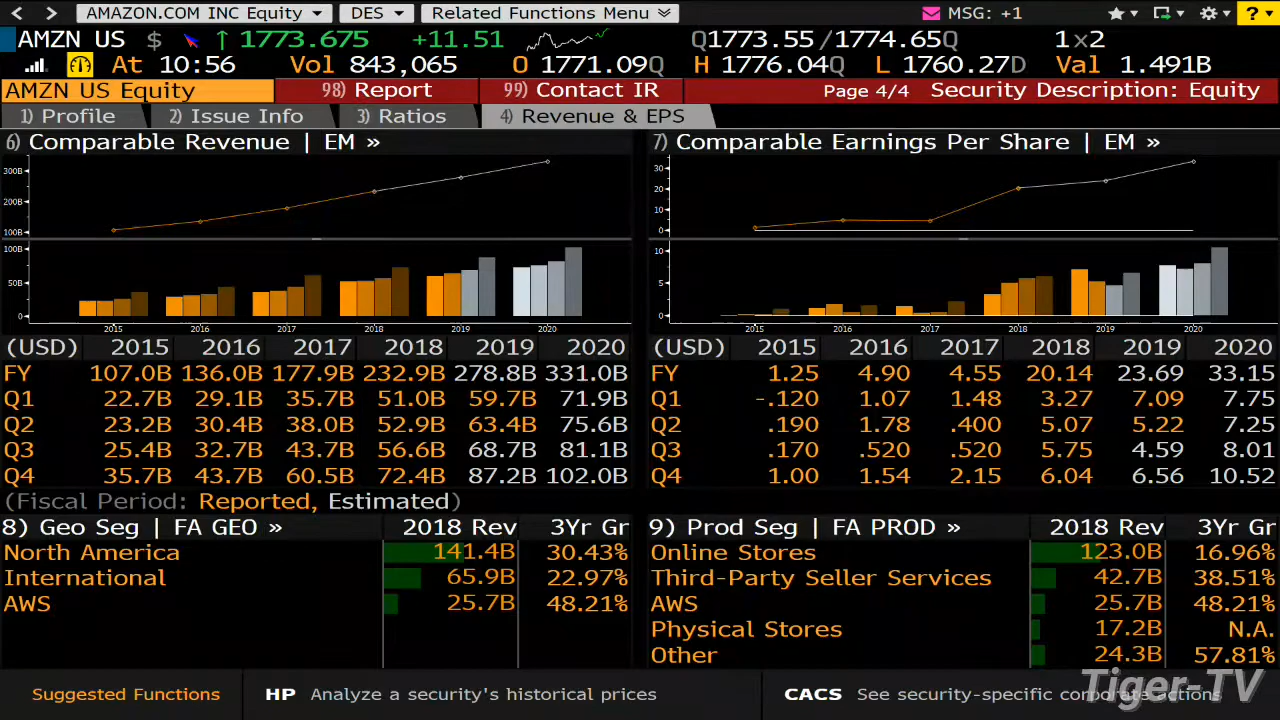 AMAZON.COM INC Equity DES Related Functions Menu MSG: +1 ?
AMZN US $ ↑ 1773.675 +11.51 Q1773.55/1774.65Q 1×2
At 10:56 Vol 843,065 O 1771.09Q H 1776.04Q L 1760.27D Val 1.491B
AMZN US Equity 98) Report 99) Contact IR Page 4/4 Security Description: Equity
1) Profile 2) Issue Info 3) Ratios 4) Revenue & EPS
6) Comparable Revenue | EM » 7) Comparable Earnings Per Share | EM »
300B 30
200B 20
10
100B 0
100B 10
50B 5
0 0
2015 2016 2017 2018 2019 2020 2015 2016 2017 2018 2019 2020
(USD) 2015 2016 2017 2018 2019 2020 (USD) 2015 2016 2017 2018 2019 2020
FY 107.0B 136.0B 177.9B 232.9B 278.8B 331.0B FY 1.25 4.90 4.55 20.14 23.69 33.15
Q1 22.7B 29.1B 35.7B 51.0B 59.7B 71.9B Q1 -.120 1.07 1.48 3.27 7.09 7.75
Q2 23.2B 30.4B 38.0B 52.9B 63.4B 75.6B Q2 .190 1.78 .400 5.07 5.22 7.25
Q3 25.4B 32.7B 43.7B 56.6B 68.7B 81.1B Q3 .170 .520 .520 5.75 4.59 8.01
Q4 35.7B 43.7B 60.5B 72.4B 87.2B 102.0B Q4 1.00 1.54 2.15 6.04 6.56 10.52
(Fiscal Period: Reported, Estimated)
8) Geo Seg | FA GEO » 2018 Rev 3Yr Gr 9) Prod Seg | FA PROD » 2018 Rev 3Yr Gr
North America 141.4B 30.43% Online Stores 123.0B 16.96%
International 65.9B 22.97% Third-Party Seller Services 42.7B 38.51%
AWS 25.7B 48.21% AWS 25.7B 48.21%
Physical Stores 17.2B N.A.
Other 24.3B 57.81%
Suggested Functions HP Analyze a security's historical prices CACS See security-specific corporate actions
Tiger-TV